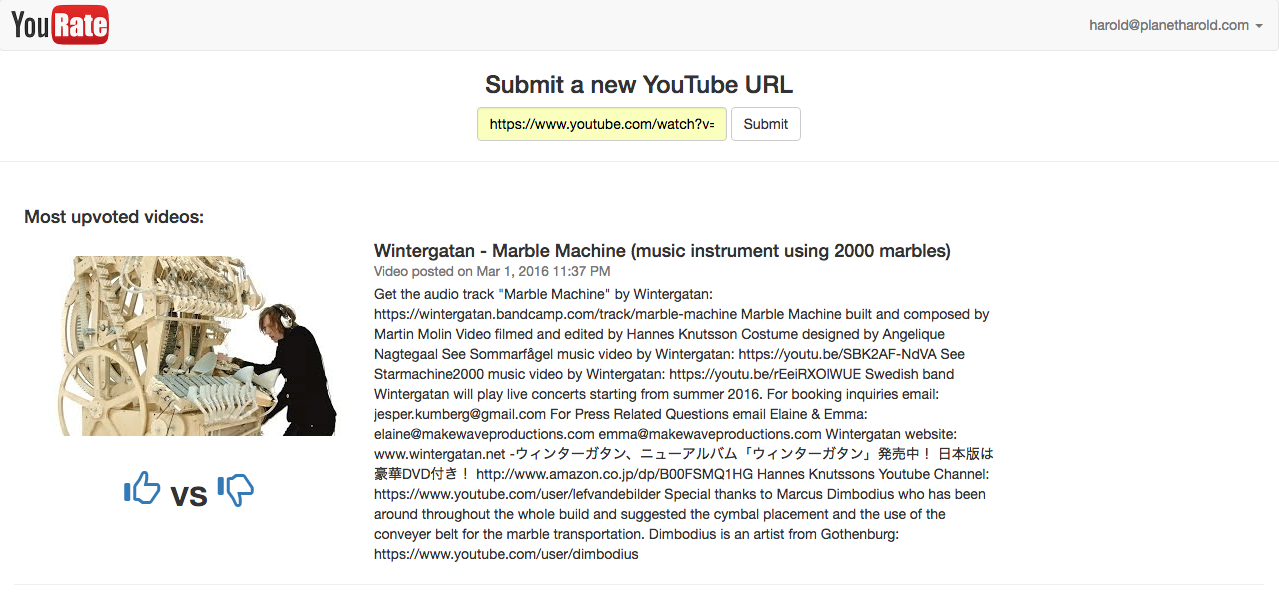 YouRate
harold@planetharold.com
Submit a new YouTube URL
https://www.youtube.com/watch?v=
Submit
Most upvoted videos:
Wintergatan - Marble Machine (music instrument using 2000 marbles)
Video posted on Mar 1, 2016 11:37 PM
Get the audio track "Marble Machine" by Wintergatan:
https://wintergatan.bandcamp.com/track/marble-machine Marble Machine built and composed by
Martin Molin Video filmed and edited by Hannes Knutsson Costume designed by Angelique
Nagtegaal See Sommarfågel music video by Wintergatan: https://youtu.be/SBK2AF-NdVA See
Starmachine2000 music video by Wintergatan: https://youtu.be/rEeiRXOlWUE Swedish band
Wintergatan will play live concerts starting from summer 2016. For booking inquiries email:
jesper.kumberg@gmail.com For Press Related Questions email Elaine & Emma:
elaine@makewaveproductions.com emma@makewaveproductions.com Wintergatan website:
www.wintergatan.net -ウィンターガタン、ニューアルバム「ウィンターガタン」発売中！ 日本版は
豪華DVD付き！ http://www.amazon.co.jp/dp/B00FSMQ1HG Hannes Knutssons Youtube Channel:
https://www.youtube.com/user/lefvandebilder Special thanks to Marcus Dimbodius who has been
around throughout the whole build and suggested the cymbal placement and the use of the
conveyer belt for the marble transportation. Dimbodius is an artist from Gothenburg:
https://www.youtube.com/user/dimbodius
vs